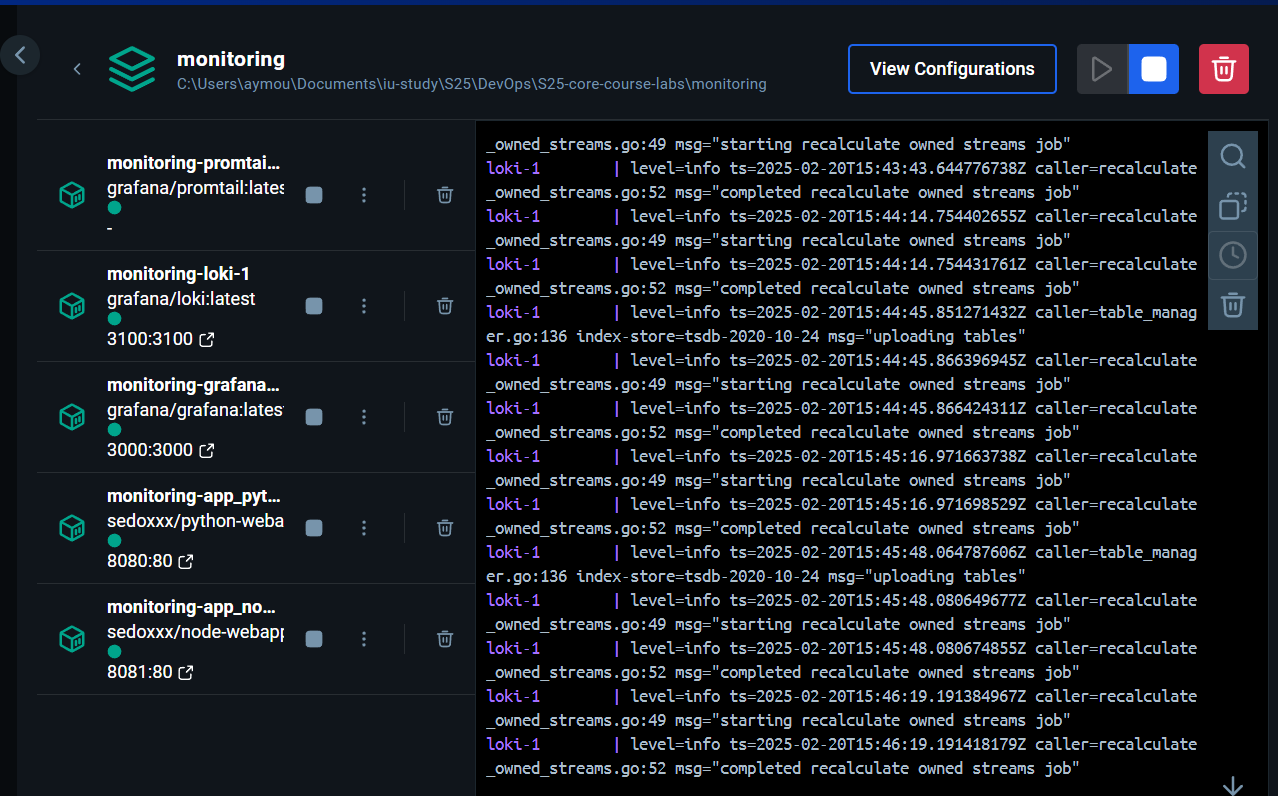 monitoring
C:\Users\aymou\Documents\iu-study\S25\DevOps\S25-core-course-labs\monitoring
View Configurations
monitoring-promtai...
grafana/promtail:lates
-
monitoring-loki-1
grafana/loki:latest
3100:3100
monitoring-grafana...
grafana/grafana:latest
3000:3000
monitoring-app_pyt...
sedoxxx/python-weba
8080:80
monitoring-app_no...
sedoxxx/node-webapp
8081:80
_owned_streams.go:49 msg="starting recalculate owned streams job"
loki-1 | level=info ts=2025-02-20T15:43:43.644776738Z caller=recalculate
_owned_streams.go:52 msg="completed recalculate owned streams job"
loki-1 | level=info ts=2025-02-20T15:44:14.754402655Z caller=recalculate
_owned_streams.go:49 msg="starting recalculate owned streams job"
loki-1 | level=info ts=2025-02-20T15:44:14.754431761Z caller=recalculate
_owned_streams.go:52 msg="completed recalculate owned streams job"
loki-1 | level=info ts=2025-02-20T15:44:45.851271432Z caller=table_manag
er.go:136 index-store=tsdb-2020-10-24 msg="uploading tables"
loki-1 | level=info ts=2025-02-20T15:44:45.866396945Z caller=recalculate
_owned_streams.go:49 msg="starting recalculate owned streams job"
loki-1 | level=info ts=2025-02-20T15:44:45.866424311Z caller=recalculate
_owned_streams.go:52 msg="completed recalculate owned streams job"
loki-1 | level=info ts=2025-02-20T15:45:16.971663738Z caller=recalculate
_owned_streams.go:49 msg="starting recalculate owned streams job"
loki-1 | level=info ts=2025-02-20T15:45:16.971698529Z caller=recalculate
_owned_streams.go:52 msg="completed recalculate owned streams job"
loki-1 | level=info ts=2025-02-20T15:45:48.064787606Z caller=table_manag
er.go:136 index-store=tsdb-2020-10-24 msg="uploading tables"
loki-1 | level=info ts=2025-02-20T15:45:48.080649677Z caller=recalculate
_owned_streams.go:49 msg="starting recalculate owned streams job"
loki-1 | level=info ts=2025-02-20T15:45:48.080674855Z caller=recalculate
_owned_streams.go:52 msg="completed recalculate owned streams job"
loki-1 | level=info ts=2025-02-20T15:46:19.191384967Z caller=recalculate
_owned_streams.go:49 msg="starting recalculate owned streams job"
loki-1 | level=info ts=2025-02-20T15:46:19.191418179Z caller=recalculate
_owned_streams.go:52 msg="completed recalculate owned streams job"